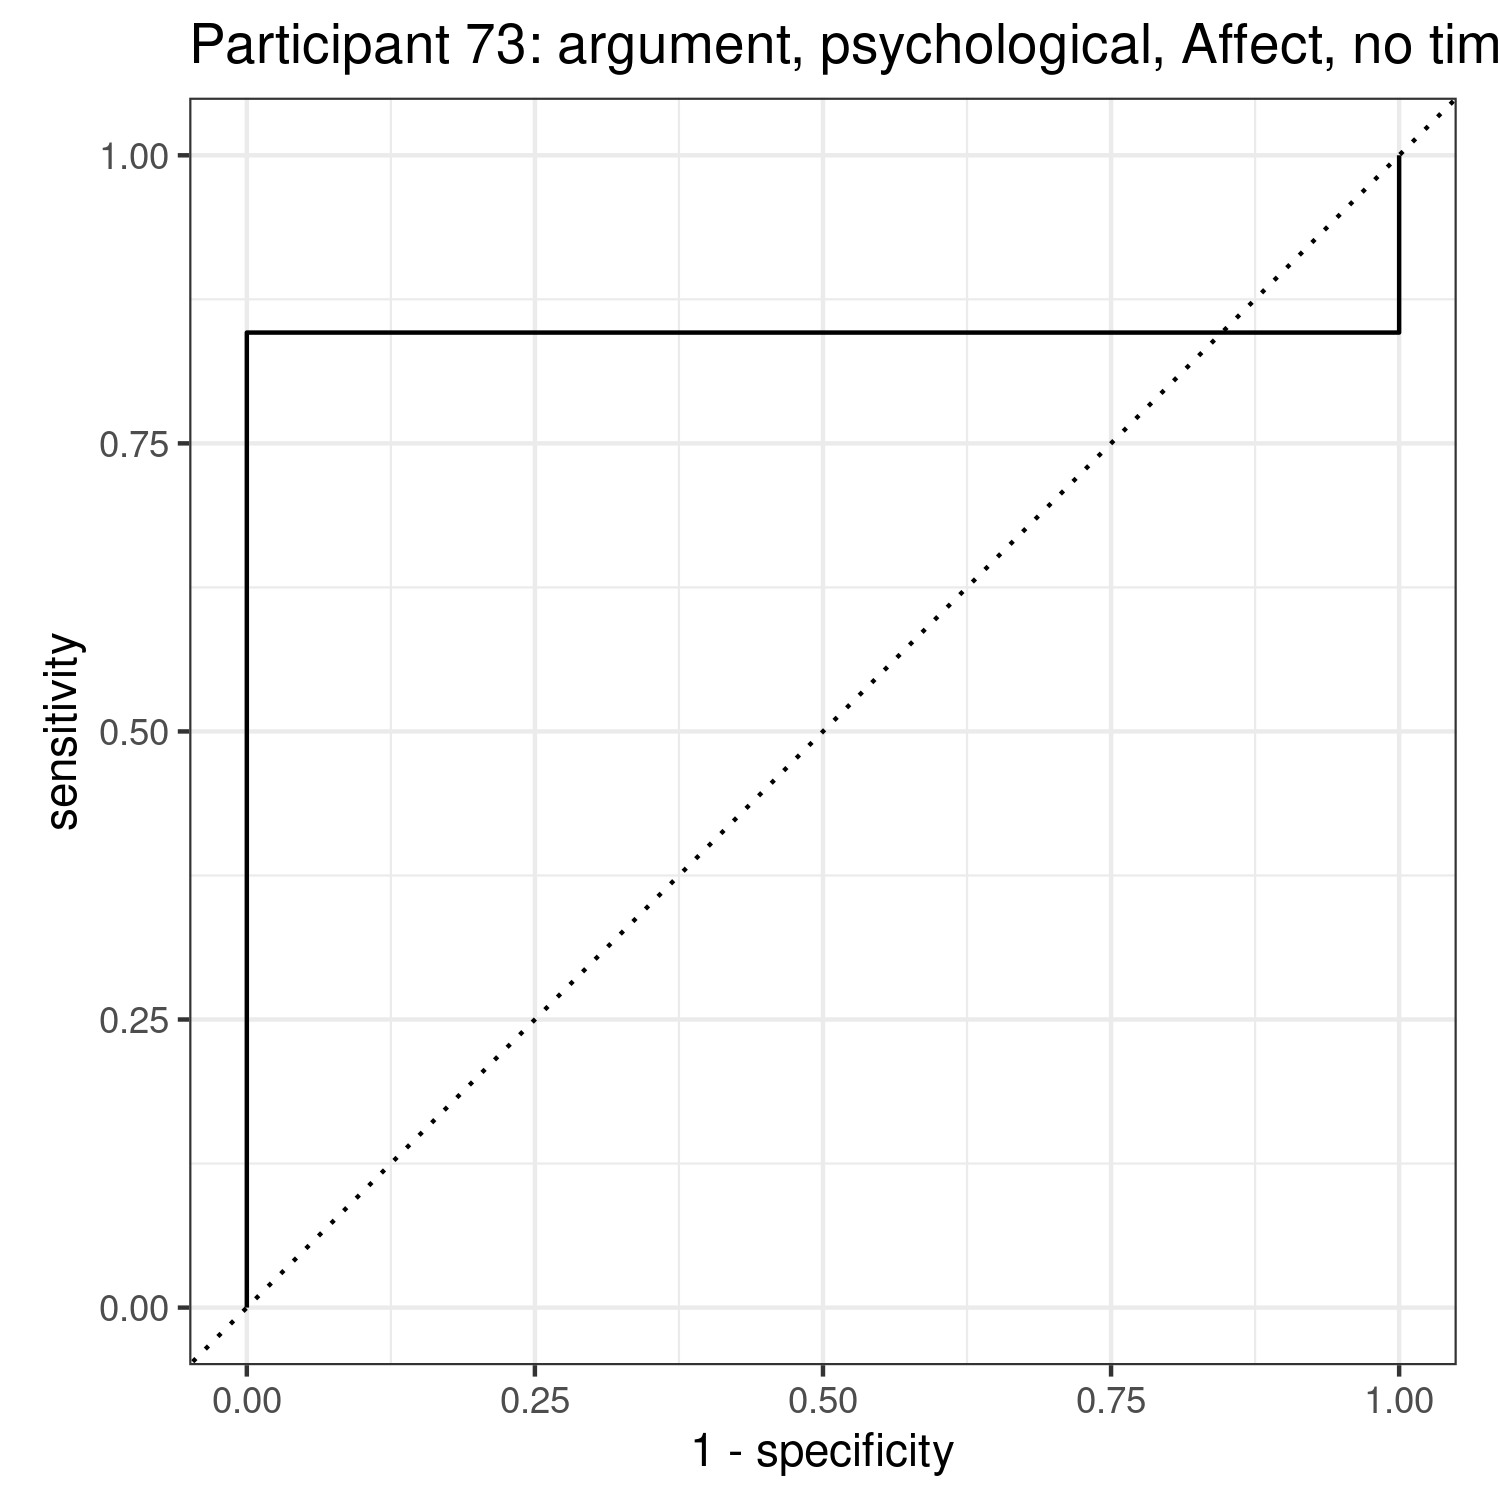 Participant 73: argument, psychological, Affect, no tim
1.00
0.75
0.50
0.25
0.00
sensitivity
0.00 0.25 0.50 0.75 1.00
1 - specificity